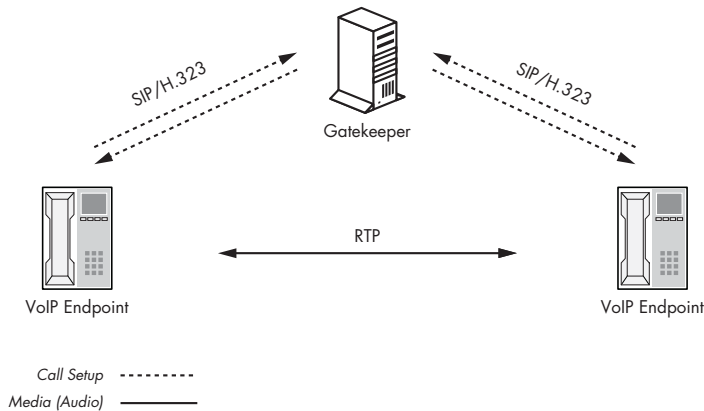 SIP/H.323
SIP/H.323
Gatekeeper
RTP
VoIP Endpoint
VoIP Endpoint
Call Setup
Media (Audio)